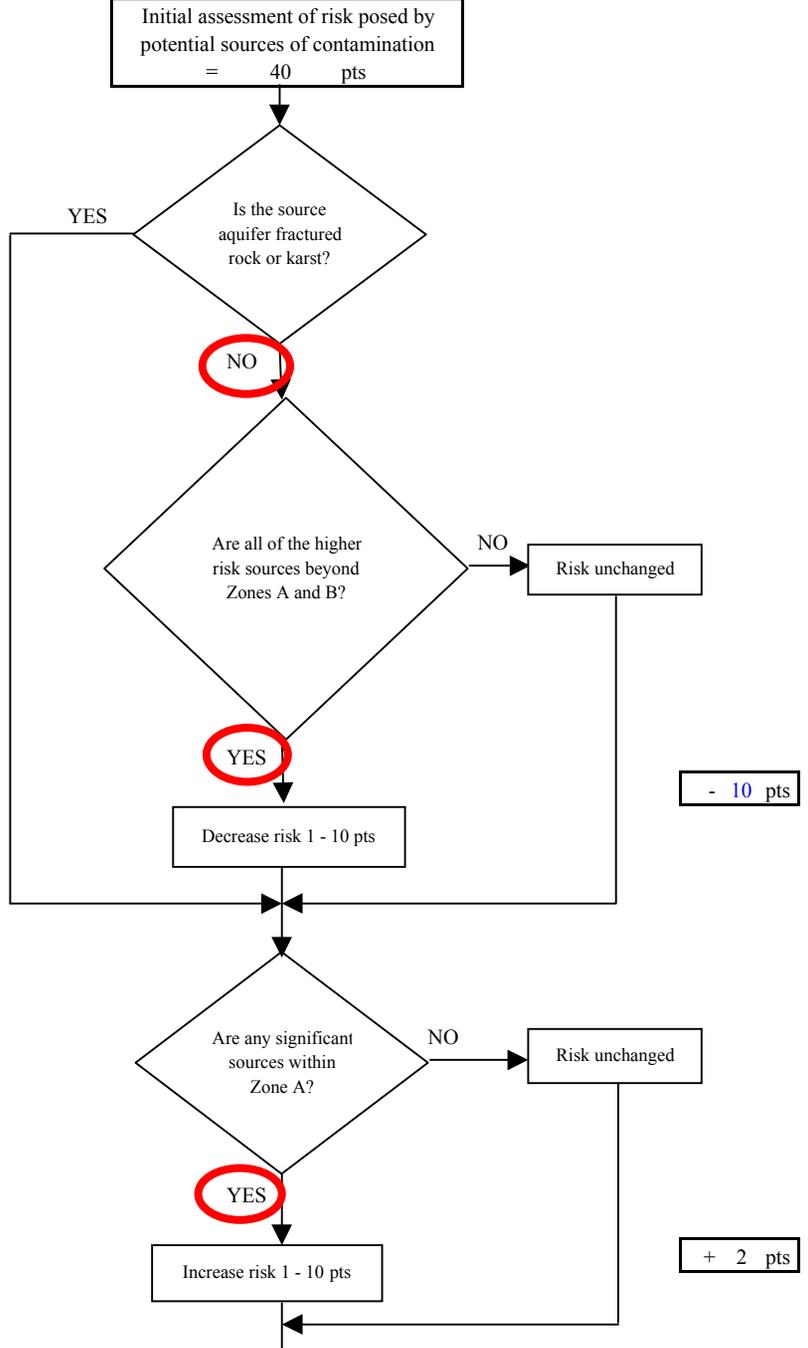 Initial assessment of risk posed by
potential sources of contamination
= 40 pts
YES
Is the source
aquifer fractured
rock or karst?
NO
Are all of the higher
risk sources beyond
Zones A and B?
NO
Risk unchanged
YES
- 10 pts
Decrease risk 1 - 10 pts
Are any significant
sources within
Zone A?
NO
Risk unchanged
YES
+ 2 pts
Increase risk 1 - 10 pts